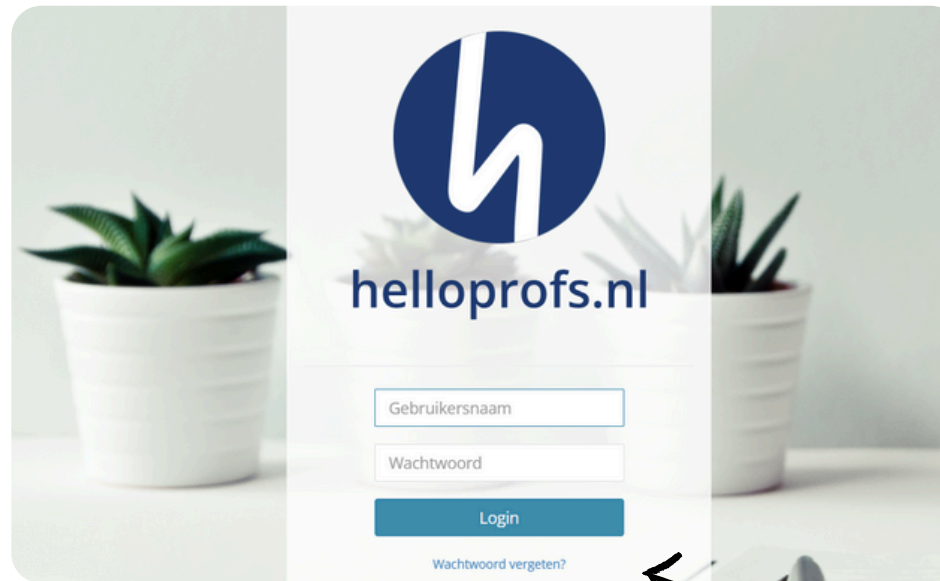 helloprofs.nl
Gebruikersnaam
Wachtwoord
Login
Wachtwoord vergeten?